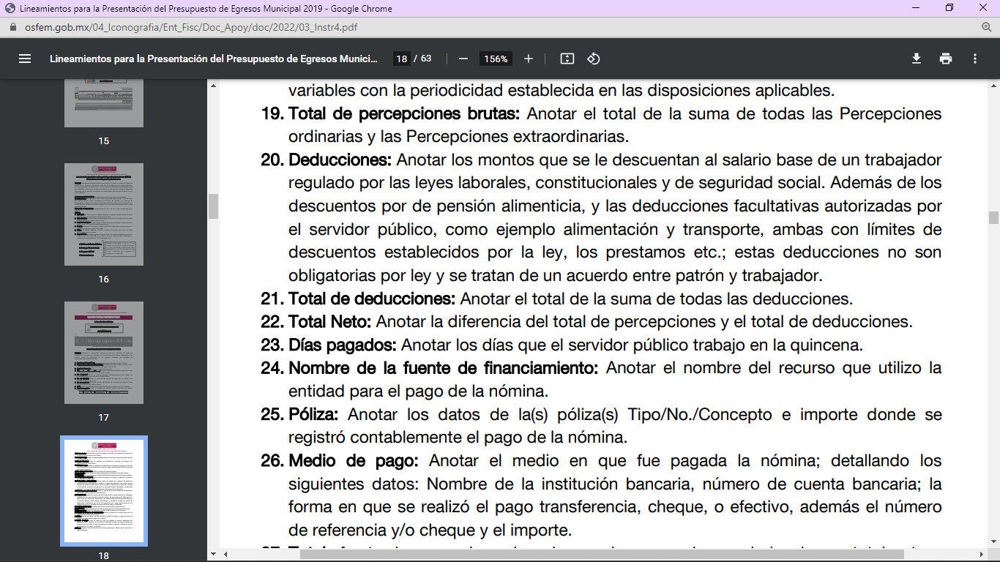 Lineamientos para la Presentación del Presupuesto de Egresos Municipal 2019 - Google Chrome
osfem.gob.mx/04_Iconografia/Ent_Fisc/Doc_Apoy/doc/2022/03_Instr4.pdf
Lineamientos para la Presentación del Presupuesto de Egresos Munici... 18 / 63 156%
15
16
17
18
variables con la periodicidad establecida en las disposiciones aplicables.
19. Total de percepciones brutas: Anotar el total de la suma de todas las Percepciones
ordinarias y las Percepciones extraordinarias.
20. Deducciones: Anotar los montos que se le descuentan al salario base de un trabajador
regulado por las leyes laborales, constitucionales y de seguridad social. Además de los
descuentos por de pensión alimenticia, y las deducciones facultativas autorizadas por
el servidor público, como ejemplo alimentación y transporte, ambas con límites de
descuentos establecidos por la ley, los prestamos etc.; estas deducciones no son
obligatorias por ley y se tratan de un acuerdo entre patrón y trabajador.
21. Total de deducciones: Anotar el total de la suma de todas las deducciones.
22. Total Neto: Anotar la diferencia del total de percepciones y el total de deducciones.
23. Días pagados: Anotar los días que el servidor público trabajo en la quincena.
24. Nombre de la fuente de financiamiento: Anotar el nombre del recurso que utilizo la
entidad para el pago de la nómina.
25. Póliza: Anotar los datos de la(s) póliza(s) Tipo/No./Concepto e importe donde se
registró contablemente el pago de la nómina.
26. Medio de pago: Anotar el medio en que fue pagada la nómina; detallando los
siguientes datos: Nombre de la institución bancaria, número de cuenta bancaria; la
forma en que se realizó el pago transferencia, cheque, o efectivo, además el número
de referencia y/o cheque y el importe.